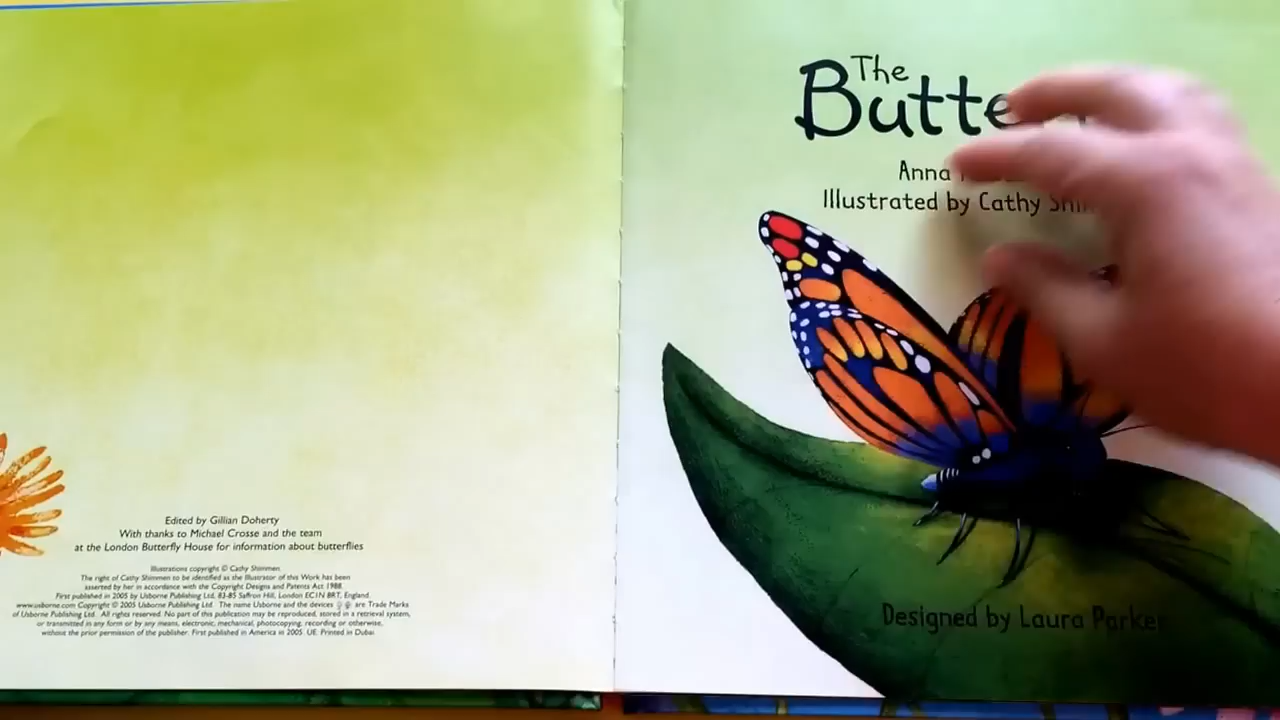 Edited by Gillian Doherty
With thanks to Michael Crosse and the team
at the London Butterfly House for information about butterflies
Illustrations copyright © Cathy Shimmen.
The right of Cathy Shimmen to be identified as the Illustrator of this Work has been
asserted by her in accordance with the Copyright Designs and Patents Act 1988.
First published in 2005 by Usborne Publishing Ltd, 83-85 Saffron Hill, London EC1N 8RT, England.
www.usborne.com Copyright © 2005 Usborne Publishing Ltd. The name Usborne and the devices are Trade Marks
of Usborne Publishing Ltd. All rights reserved. No part of this publication may be reproduced, stored in a retrieval system,
or transmitted in any form or by any means, electronic, mechanical, photocopying, recording or otherwise,
without the prior permission of the publisher. First published in America in 2005. UE. Printed in Dubai.
The
Anna
Illustrated by Cathy
Designed by Laura Parker